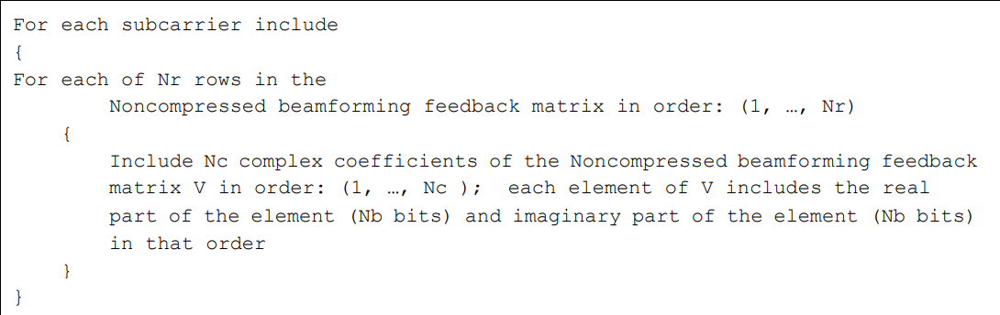 For each subcarrier include
{
For each of Nr rows in the
Noncompressed beamforming feedback matrix in order: (1, …, Nr)
{
Include Nc complex coefficients of the Noncompressed beamforming feedback
matrix V in order: (1, …, Nc ); each element of V includes the real
part of the element (Nb bits) and imaginary part of the element (Nb bits)
in that order
}
}